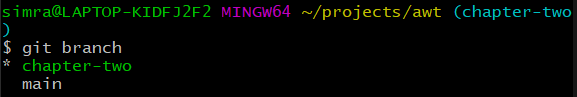 simra@LAPTOP-KIDFJ2F2 MINGW64 ~/projects/awt (chapter-two
)
$ git branch
* chapter-two
  main